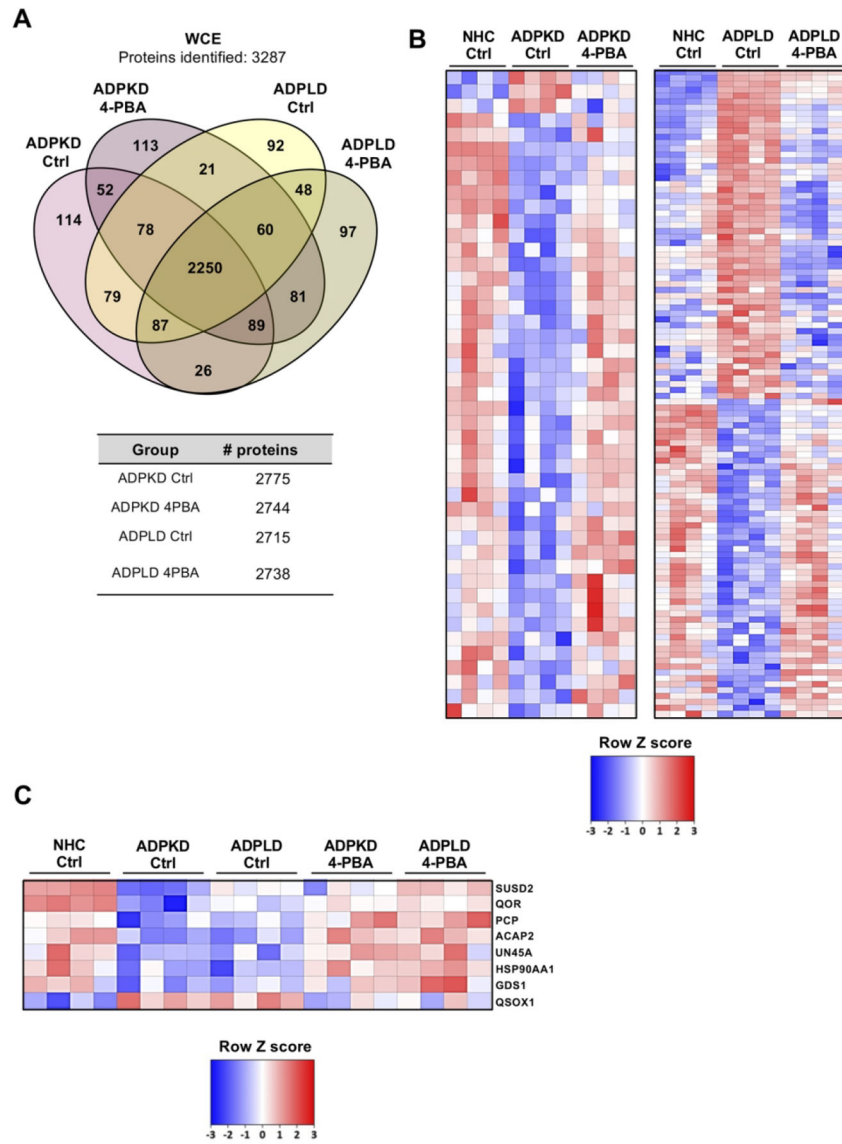 A
WCE
Proteins identified: 3287
ADPKD
4-PBA
ADPLD
Ctrl
ADPKD
Ctrl
ADPLD
4-PBA
113
92
21
52
48
114
78
60
97
2250
79
81
87
89
26
Group # proteins
ADPKD Ctrl 2775
ADPKD 4PBA 2744
ADPLD Ctrl 2715
ADPLD 4PBA 2738
B
NHC ADPKD ADPKD
Ctrl Ctrl 4-PBA
NHC ADPLD ADPLD
Ctrl Ctrl 4-PBA
Row Z score
-3 -2 -1 0 1 2 3
C
NHC ADPKD ADPLD ADPKD ADPLD
Ctrl Ctrl Ctrl 4-PBA 4-PBA
SUSD2
QOR
PCP
ACAP2
UN45A
HSP90AA1
GDS1
QSOX1
Row Z score
-3 -2 -1 0 1 2 3